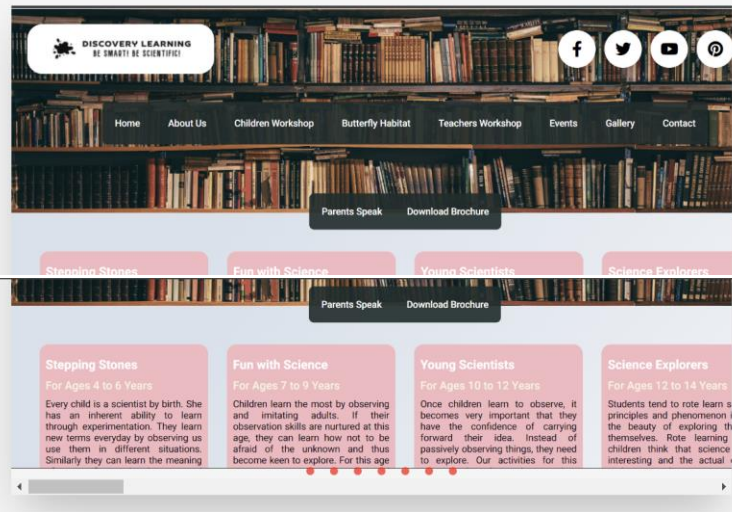 DISCOVERY LEARNING
BE SMART! BE SCIENTIFIC!
Home About Us Children Workshop Butterfly Habitat Teachers Workshop Events Gallery Contact
Parents Speak Download Brochure
Stepping Stones Fun with Science Young Scientists Science Explorers
Parents Speak Download Brochure
Stepping Stones
For Ages 4 to 6 Years
Every child is a scientist by birth. She
has an inherent ability to learn
through experimentation. They learn
new terms everyday by observing us
use them in different situations.
Similarly they can learn the meaning
Fun with Science
For Ages 7 to 9 Years
Children learn the most by observing
and imitating adults. If their
observation skills are nurtured at this
age, they can learn how not to be
afraid of the unknown and thus
become keen to explore. For this age
Young Scientists
For Ages 10 to 12 Years
Once children learn to observe, it
becomes very important that they
have the confidence of carrying
forward their idea. Instead of
passively observing things, they need
to explore. Our activities for this
Science Explorers
For Ages 12 to 14 Years
Students tend to rote learn
principles and phenomenon
the beauty of exploring
themselves. Rote learning
children think that science
interesting and the actual